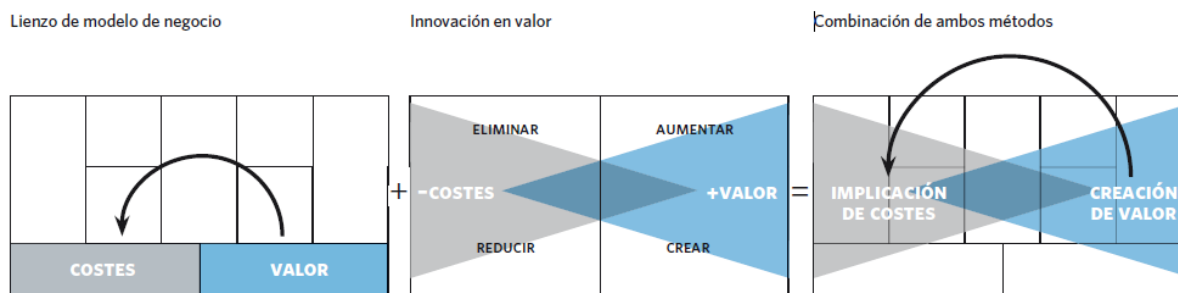 Lienzo de modelo de negocio
Innovación en valor
Combinación de ambos métodos
COSTES
VALOR
+
ELIMINAR
AUMENTAR
–COSTES
+VALOR
REDUCIR
CREAR
=
IMPLICACIÓN
DE COSTES
CREACIÓN
DE VALOR